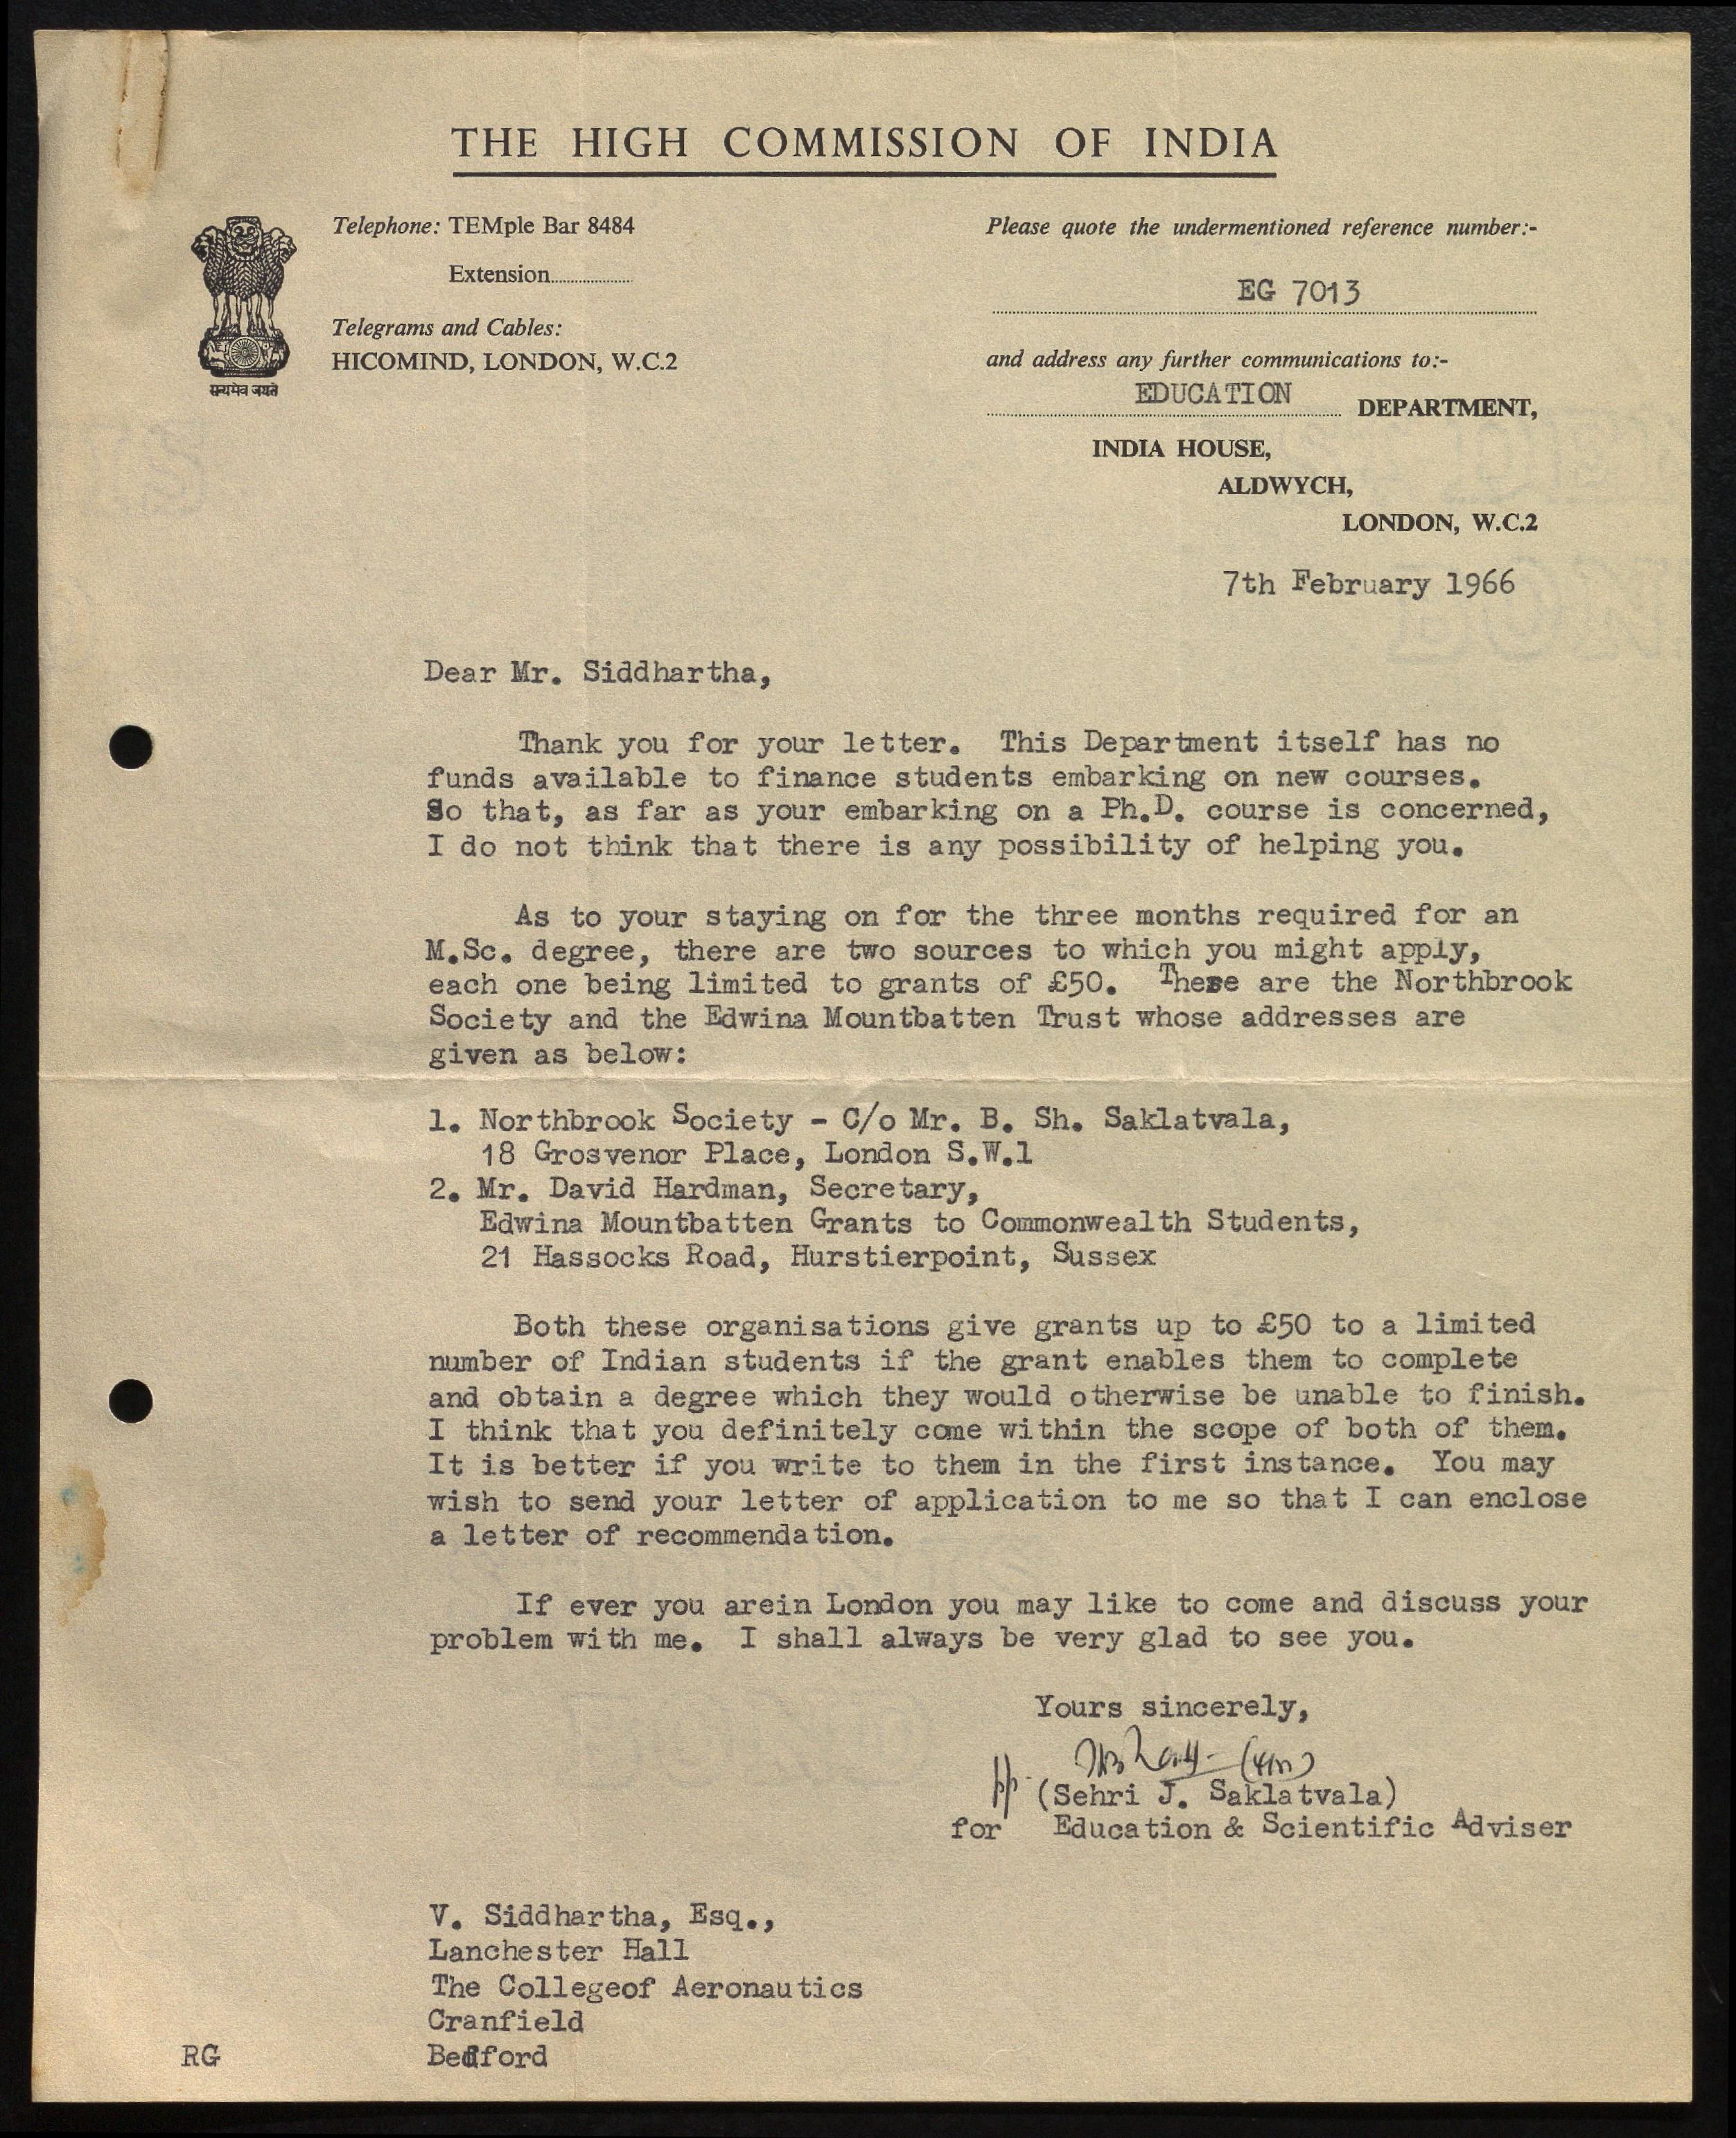 THE HIGH COMMISSION OF INDIA
Telephone: TEMple Bar 8484
Extension....................
Telegrams and Cables:
HICOMIND, LONDON, W.C.2
सत्यमेव जयते
Please quote the undermentioned reference number:-
EG 7013
and address any further communications to:-
EDUCATION DEPARTMENT,
INDIA HOUSE,
ALDWYCH,
LONDON, W.C.2
7th February 1966
Dear Mr. Siddhartha,
Thank you for your letter. This Department itself has no
funds available to finance students embarking on new courses.
So that, as far as your embarking on a Ph.D. course is concerned,
I do not think that there is any possibility of helping you.
As to your staying on for the three months required for an
M.Sc. degree, there are two sources to which you might apply,
each one being limited to grants of £50. These are the Northbrook
Society and the Edwina Mountbatten Trust whose addresses are
given as below:
1. Northbrook Society - C/o Mr. B. Sh. Saklatvala,
18 Grosvenor Place, London S.W.1
2. Mr. David Hardman, Secretary,
Edwina Mountbatten Grants to Commonwealth Students,
21 Hassocks Road, Hurstierpoint, Sussex
Both these organisations give grants up to £50 to a limited
number of Indian students if the grant enables them to complete
and obtain a degree which they would otherwise be unable to finish.
I think that you definitely come within the scope of both of them.
It is better if you write to them in the first instance. You may
wish to send your letter of application to me so that I can enclose
a letter of recommendation.
If ever you arein London you may like to come and discuss your
problem with me. I shall always be very glad to see you.
Yours sincerely,
pp.
(Sehri J. Saklatvala)
for Education & Scientific Adviser
V. Siddhartha, Esq.,
Lanchester Hall
The Collegeof Aeronautics
Cranfield
Bedford
RG